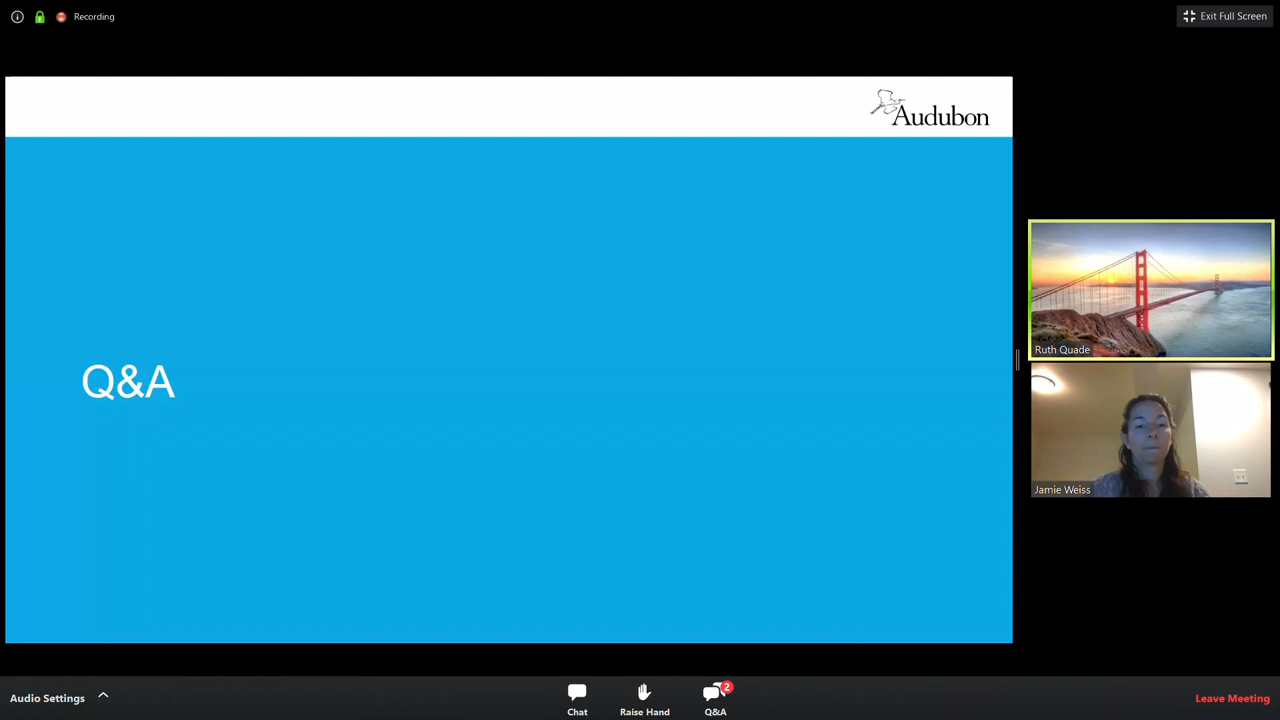 Recording
Exit Full Screen
Audubon
Q&A
Ruth Quade
Jamie Weiss
Audio Settings
Chat
Raise Hand
2
Q&A
Leave Meeting